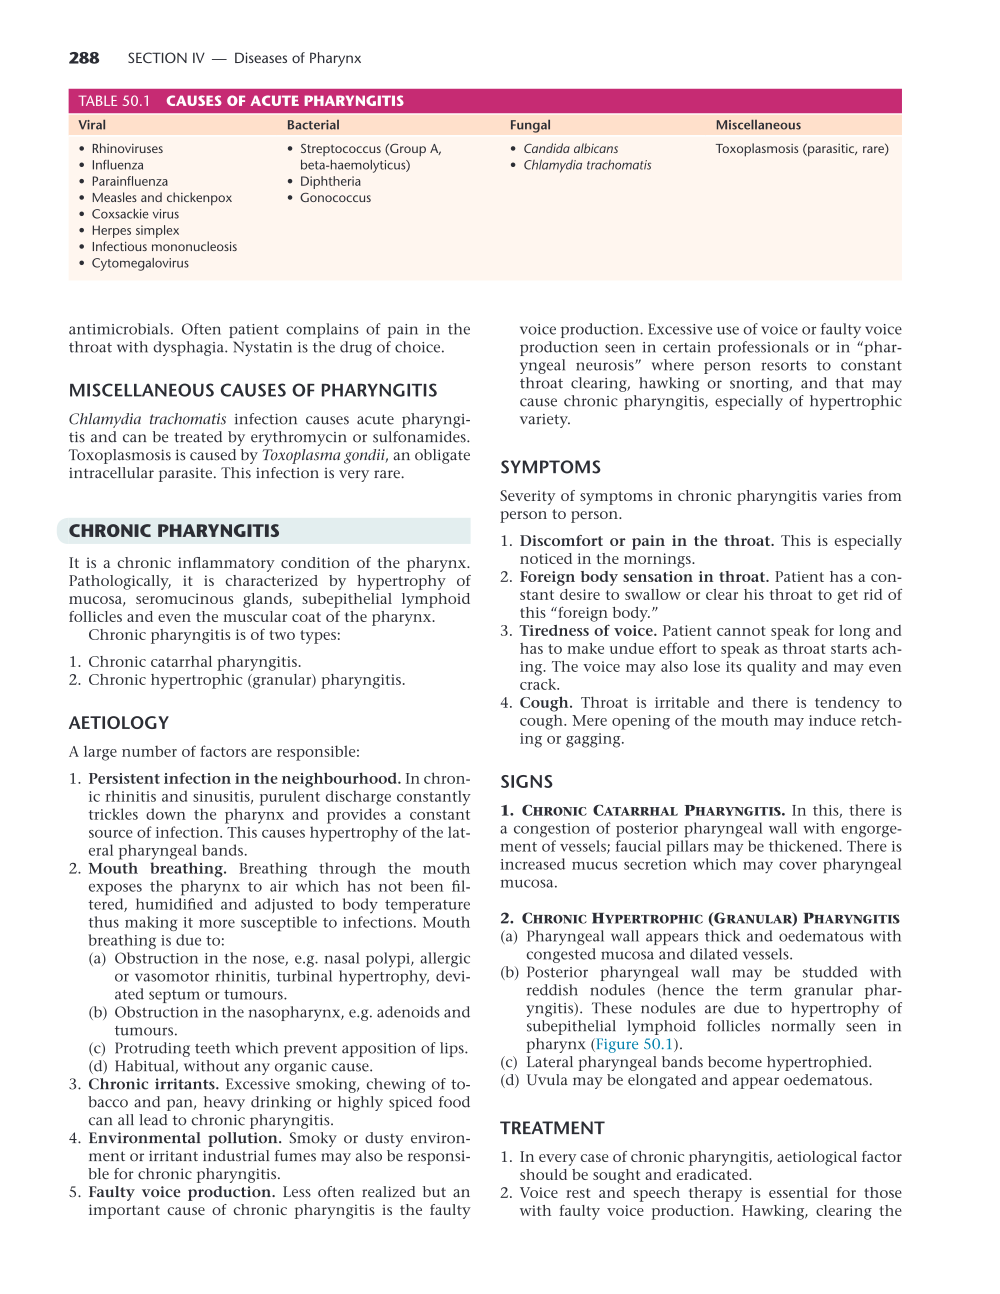 288 SECTION IV — Diseases of Pharynx
TABLE 50.1 CAUSES OF ACUTE PHARYNGITIS
Viral Bacterial Fungal Miscellaneous
• Rhinoviruses • Streptococcus (Group A, • Candida albicans Toxoplasmosis (parasitic, rare)
• Influenza beta-haemolyticus) • Chlamydia trachomatis
• Parainfluenza • Diphtheria
• Measles and chickenpox • Gonococcus
• Coxsackie virus
• Herpes simplex
• Infectious mononucleosis
• Cytomegalovirus
antimicrobials. Often patient complains of pain in the
throat with dysphagia. Nystatin is the drug of choice.
MISCELLANEOUS CAUSES OF PHARYNGITIS
Chlamydia trachomatis infection causes acute pharyngi-
tis and can be treated by erythromycin or sulfonamides.
Toxoplasmosis is caused by Toxoplasma gondii, an obligate
intracellular parasite. This infection is very rare.
CHRONIC PHARYNGITIS
It is a chronic inflammatory condition of the pharynx.
Pathologically, it is characterized by hypertrophy of
mucosa, seromucinous glands, subepithelial lymphoid
follicles and even the muscular coat of the pharynx.
Chronic pharyngitis is of two types:
1. Chronic catarrhal pharyngitis.
2. Chronic hypertrophic (granular) pharyngitis.
AETIOLOGY
A large number of factors are responsible:
1. Persistent infection in the neighbourhood. In chron-
ic rhinitis and sinusitis, purulent discharge constantly
trickles down the pharynx and provides a constant
source of infection. This causes hypertrophy of the lat-
eral pharyngeal bands.
2. Mouth breathing. Breathing through the mouth
exposes the pharynx to air which has not been fil-
tered, humidified and adjusted to body temperature
thus making it more susceptible to infections. Mouth
breathing is due to:
(a) Obstruction in the nose, e.g. nasal polypi, allergic
or vasomotor rhinitis, turbinal hypertrophy, devi-
ated septum or tumours.
(b) Obstruction in the nasopharynx, e.g. adenoids and
tumours.
(c) Protruding teeth which prevent apposition of lips.
(d) Habitual, without any organic cause.
3. Chronic irritants. Excessive smoking, chewing of to-
bacco and pan, heavy drinking or highly spiced food
can all lead to chronic pharyngitis.
4. Environmental pollution. Smoky or dusty environ-
ment or irritant industrial fumes may also be responsi-
ble for chronic pharyngitis.
5. Faulty voice production. Less often realized but an
important cause of chronic pharyngitis is the faulty
voice production. Excessive use of voice or faulty voice
production seen in certain professionals or in “phar-
yngeal neurosis” where person resorts to constant
throat clearing, hawking or snorting, and that may
cause chronic pharyngitis, especially of hypertrophic
variety.
SYMPTOMS
Severity of symptoms in chronic pharyngitis varies from
person to person.
1. Discomfort or pain in the throat. This is especially
noticed in the mornings.
2. Foreign body sensation in throat. Patient has a con-
stant desire to swallow or clear his throat to get rid of
this “foreign body.”
3. Tiredness of voice. Patient cannot speak for long and
has to make undue effort to speak as throat starts ach-
ing. The voice may also lose its quality and may even
crack.
4. Cough. Throat is irritable and there is tendency to
cough. Mere opening of the mouth may induce retch-
ing or gagging.
SIGNS
1. Chronic Catarrhal Pharyngitis. In this, there is
a congestion of posterior pharyngeal wall with engorge-
ment of vessels; faucial pillars may be thickened. There is
increased mucus secretion which may cover pharyngeal
mucosa.
2. Chronic Hypertrophic (Granular) Pharyngitis
(a) Pharyngeal wall appears thick and oedematous with
congested mucosa and dilated vessels.
(b) Posterior pharyngeal wall may be studded with
reddish nodules (hence the term granular phar-
yngitis). These nodules are due to hypertrophy of
subepithelial lymphoid follicles normally seen in
pharynx (Figure 50.1).
(c) Lateral pharyngeal bands become hypertrophied.
(d) Uvula may be elongated and appear oedematous.
TREATMENT
1. In every case of chronic pharyngitis, aetiological factor
should be sought and eradicated.
2. Voice rest and speech therapy is essential for those
with faulty voice production. Hawking, clearing the